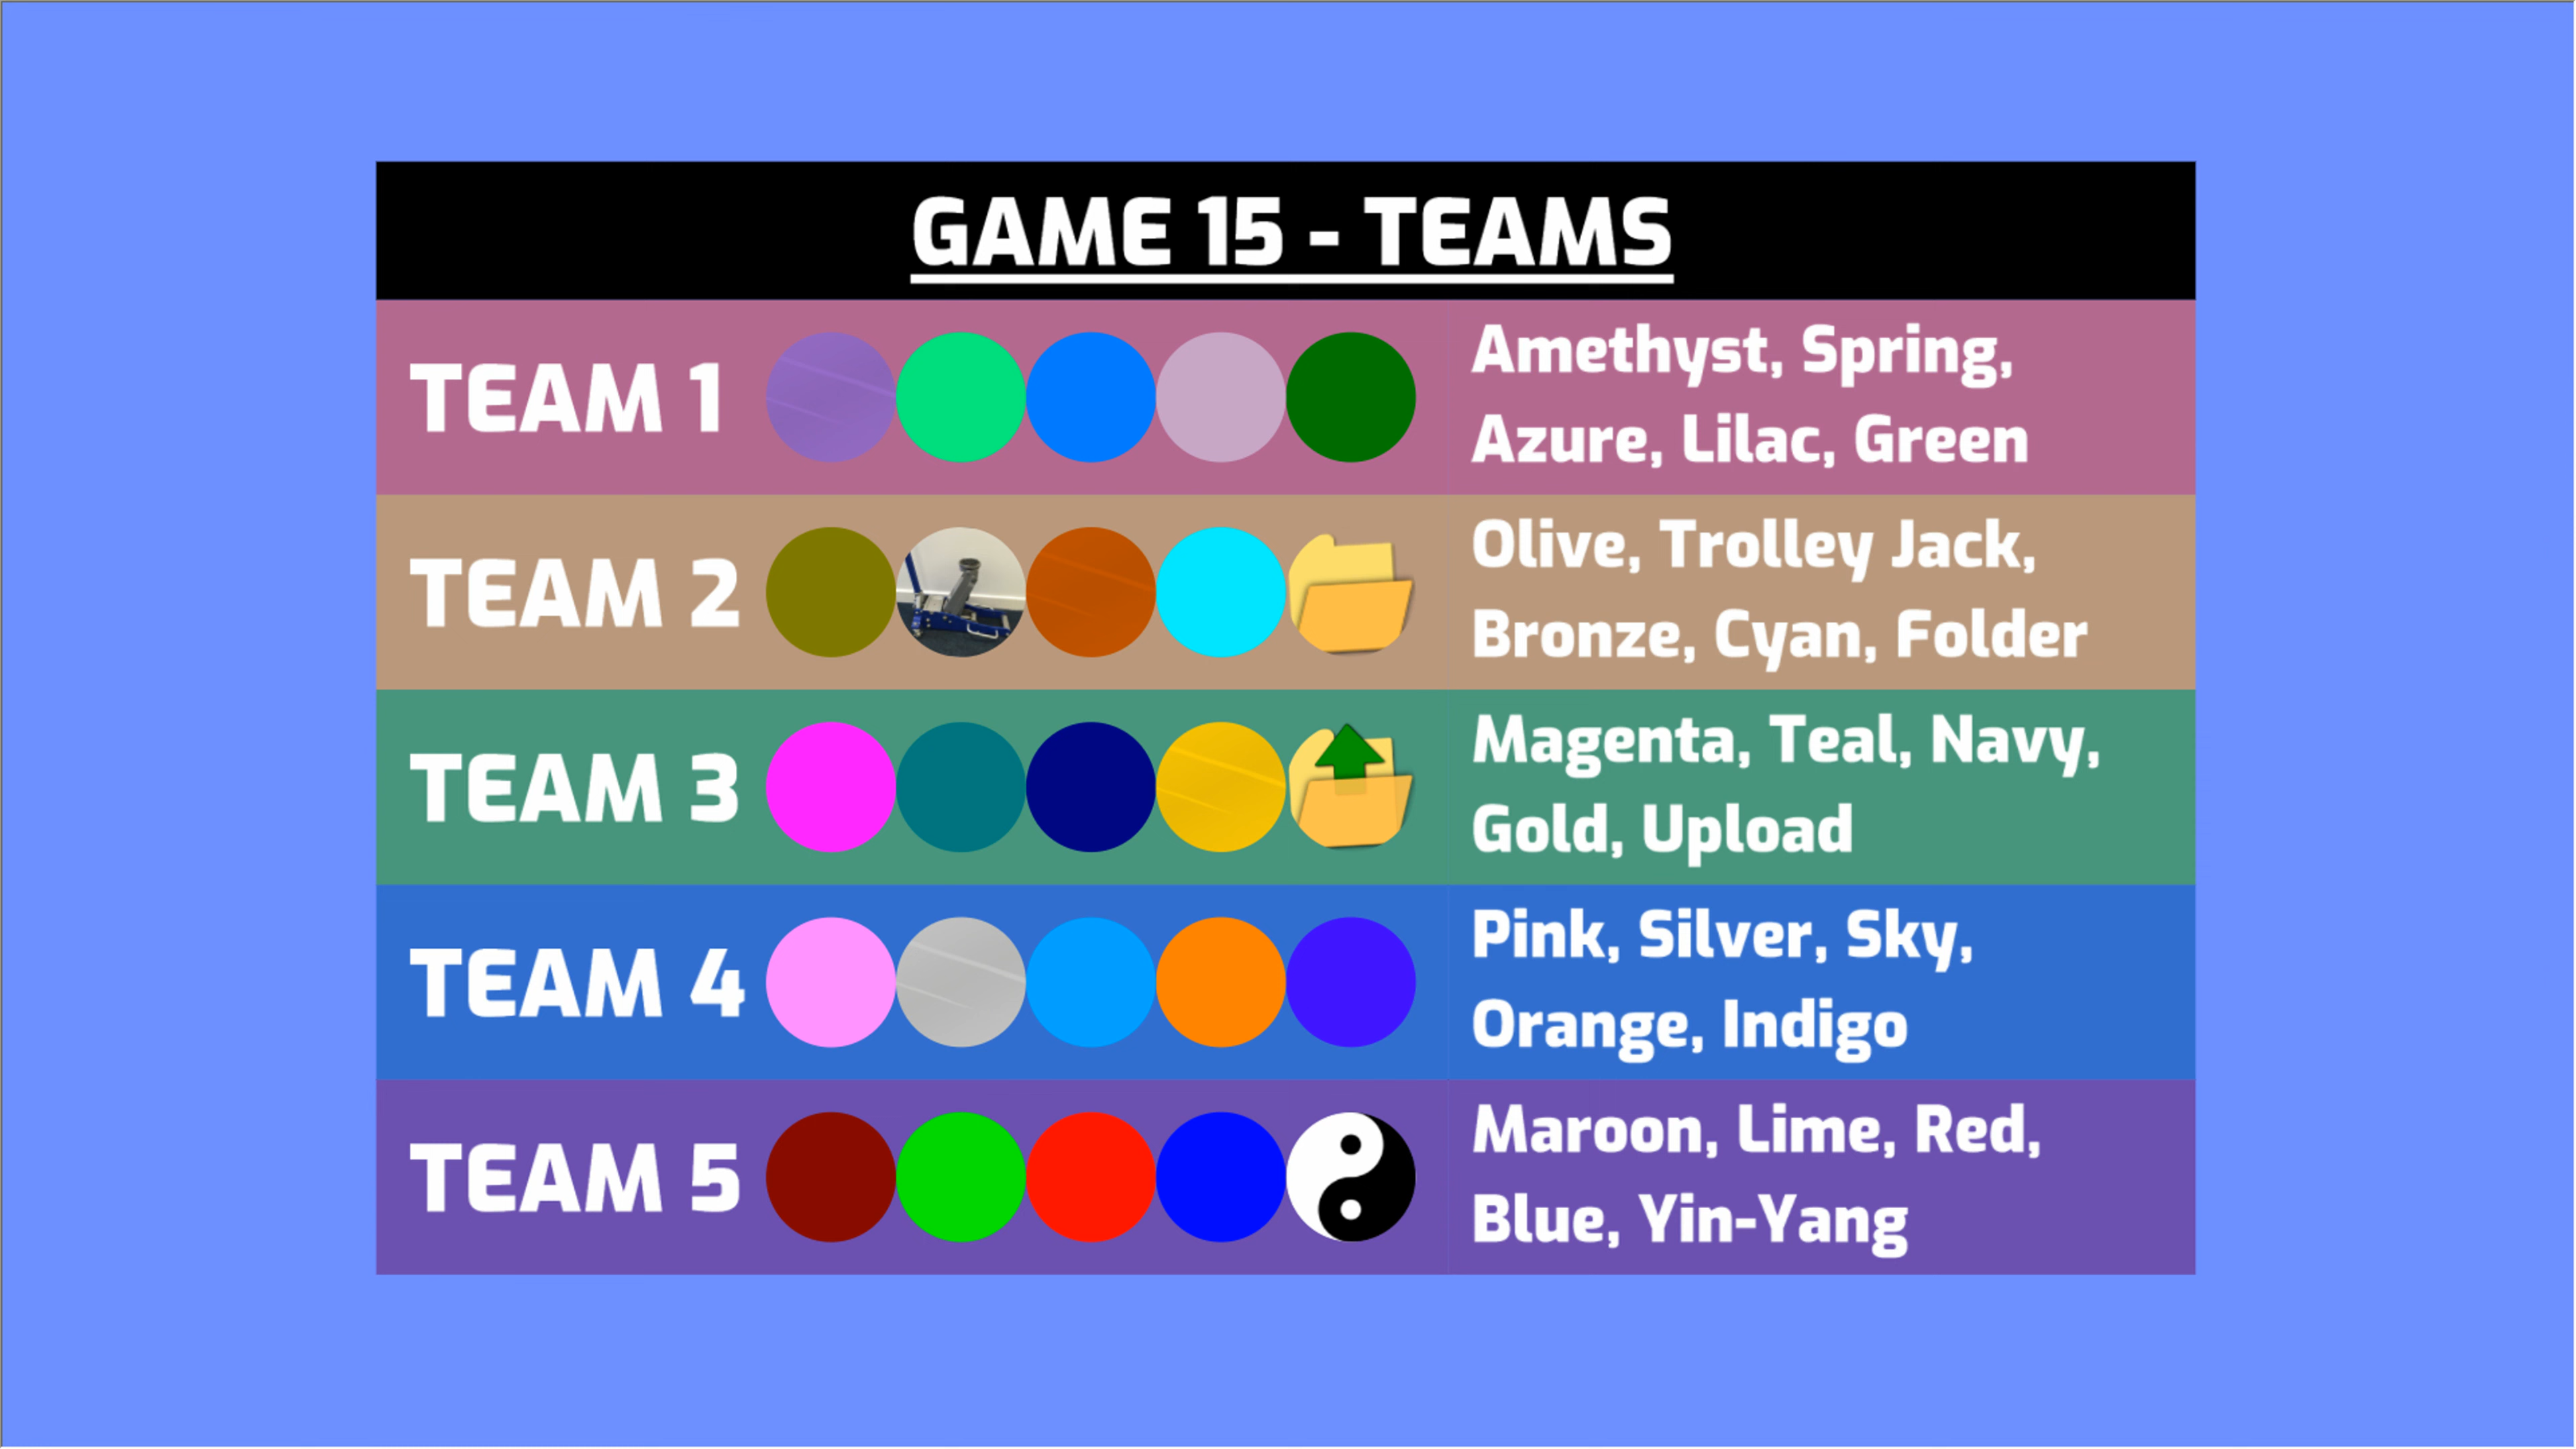 GAME 15 - TEAMS
TEAM 1
Amethyst, Spring,
Azure, Lilac, Green
TEAM 2
Olive, Trolley Jack,
Bronze, Cyan, Folder
TEAM 3
Magenta, Teal, Navy,
Gold, Upload
TEAM 4
Pink, Silver, Sky,
Orange, Indigo
TEAM 5
Maroon, Lime, Red,
Blue, Yin-Yang